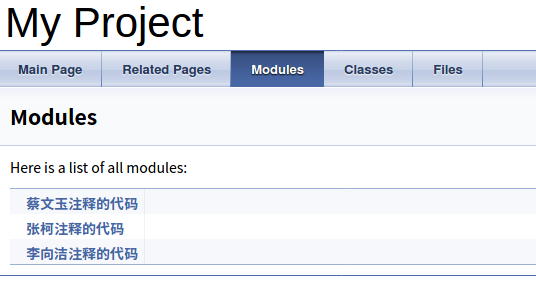 My Project
Main Page Related Pages Modules Classes Files
Modules
Here is a list of all modules:
蔡文玉注释的代码
张柯注释的代码
李向洁注释的代码